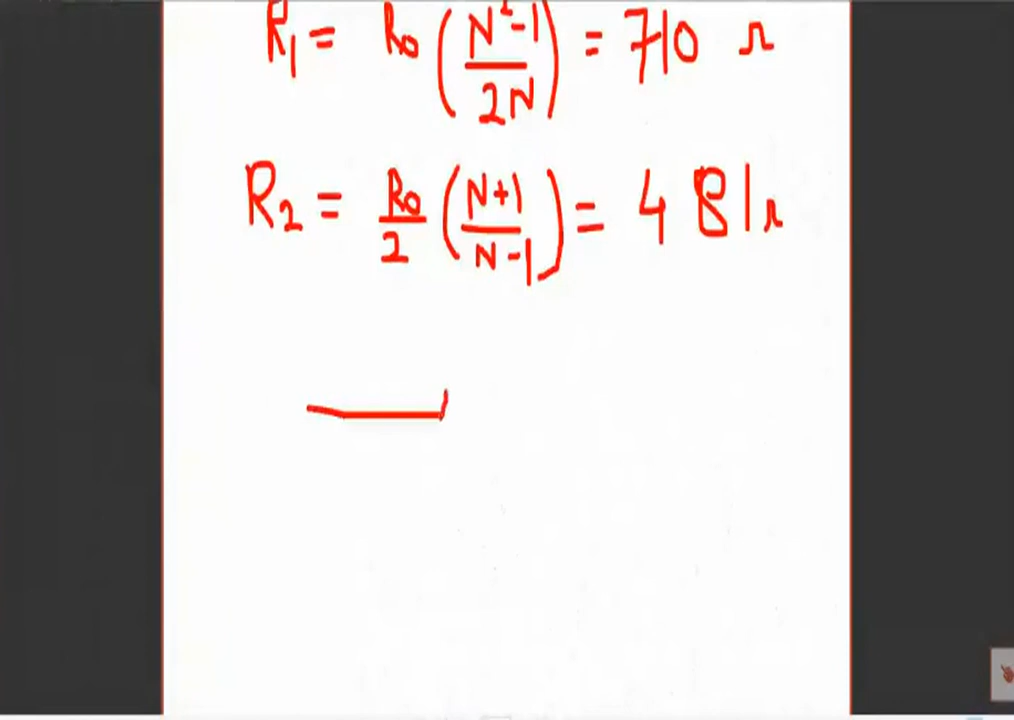 R₁ = R₀ (N²-1 / 2N) = 710 Ω
R₂ = R₀/2 (N+1 / N-1) = 481 Ω